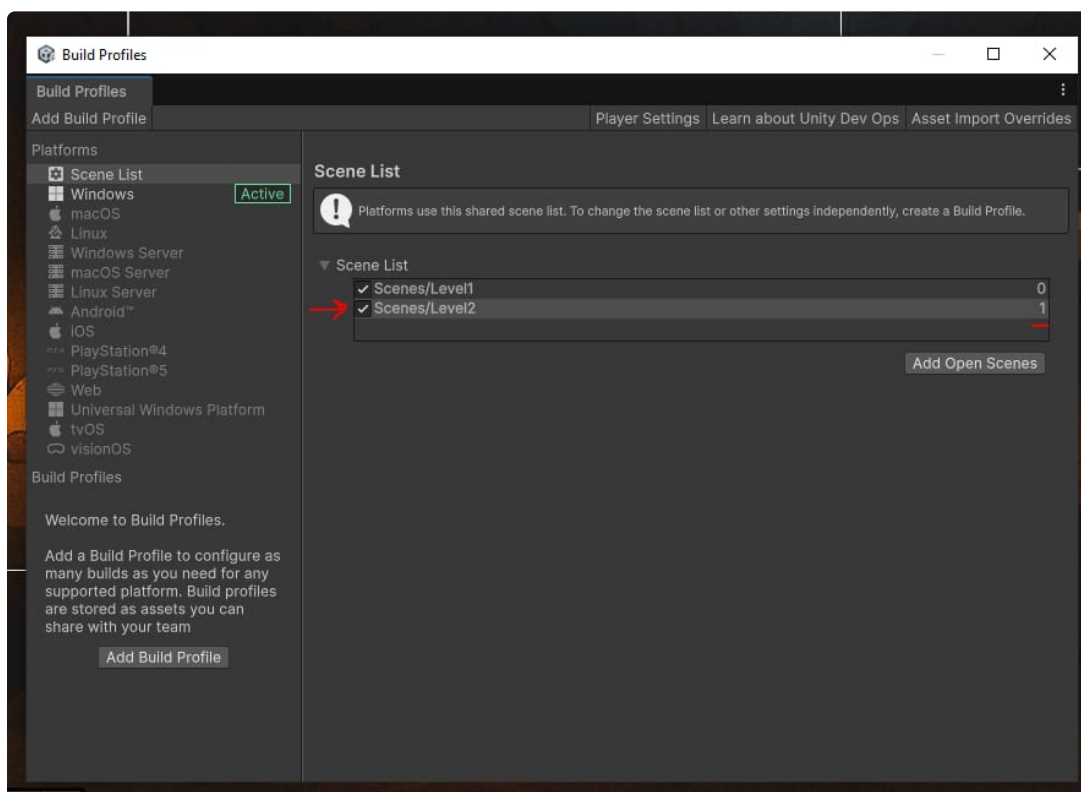 Build Profiles
Build Profiles
Add Build Profile
Player Settings
Learn about Unity Dev Ops
Asset Import Overrides
Platforms
Scene List
Windows
Active
macOS
Linux
Windows Server
macOS Server
Linux Server
Android™
iOS
PlayStation®4
PlayStation®5
Web
Universal Windows Platform
tvOS
visionOS
Build Profiles
Welcome to Build Profiles.
Add a Build Profile to configure as
many builds as you need for any
supported platform. Build profiles
are stored as assets you can
share with your team
Add Build Profile
Scene List
Platforms use this shared scene list. To change the scene list or other settings independently, create a Build Profile.
Scene List
Scenes/Level1 0
Scenes/Level2 1
Add Open Scenes